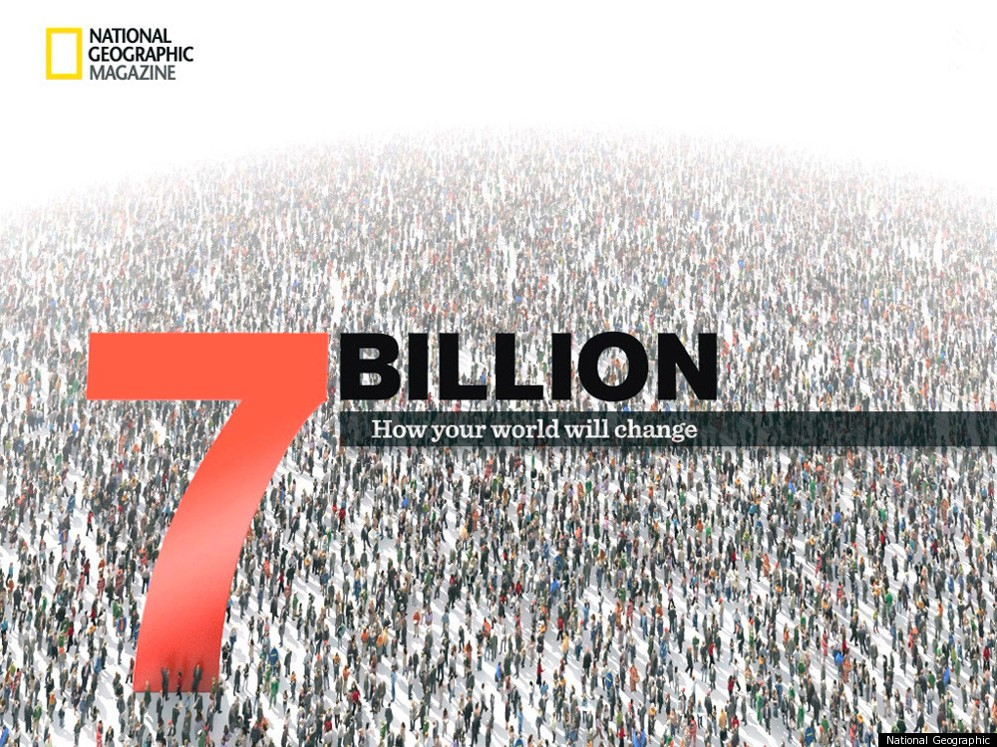 NATIONAL
GEOGRAPHIC
MAGAZINE
7 BILLION
How your world will change
National Geographic